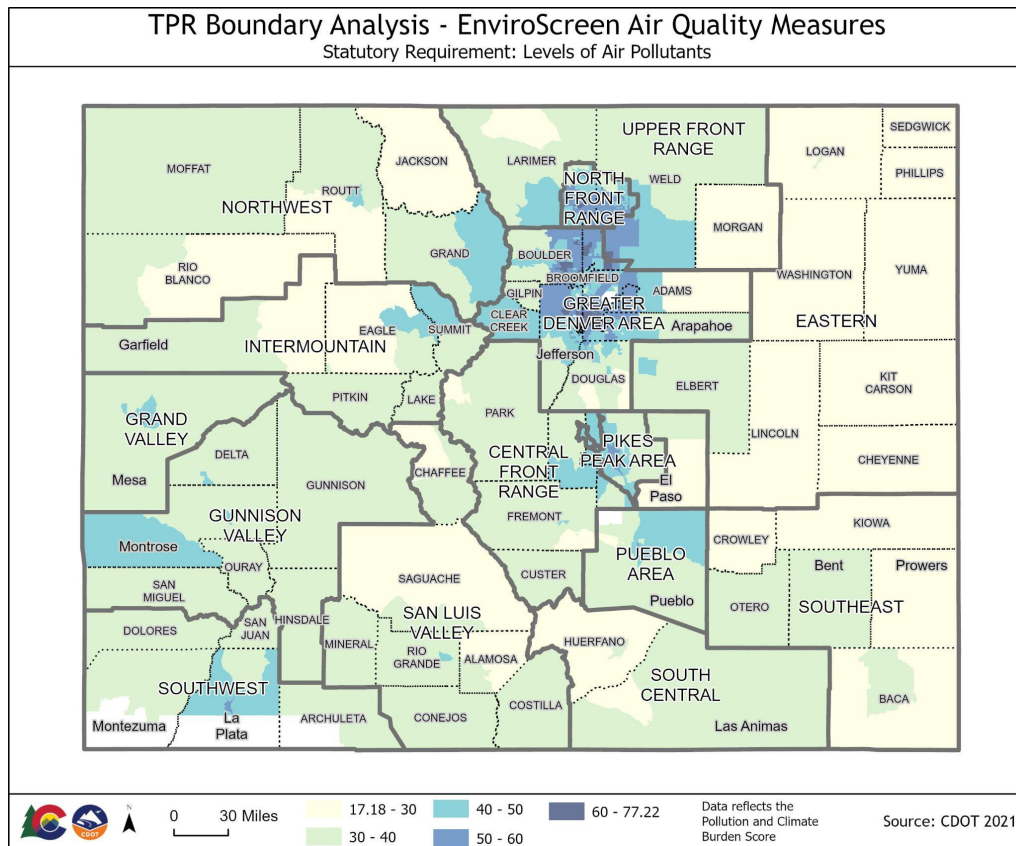 TPR Boundary Analysis - EnviroScreen Air Quality Measures
Statutory Requirement: Levels of Air Pollutants
SEDGWICK
LOGAN
PHILLIPS
UPPER FRONT
RANGE
LARIMER
JACKSON
MOFFAT
ROUTT
NORTHWEST
NORTH
FRONT
RANGE
WELD
MORGAN
RIO
BLANCO
GRAND
BOULDER
BROOMFIELD
GILPIN
ADAMS
WASHINGTON
YUMA
GREATER
DENVER AREA
CLEAR
CREEK
Arapahoe
EASTERN
Garfield
EAGLE
SUMMIT
INTERMOUNTAIN
Jefferson
DOUGLAS
ELBERT
KIT
CARSON
PITKIN
LAKE
PARK
LINCOLN
GRAND
VALLEY
Mesa
DELTA
GUNNISON
CHAFFEE
CENTRAL
FRONT
RANGE
PIKES
PEAK AREA
El
Paso
CHEYENNE
GUNNISON
VALLEY
Montrose
OURAY
FREMONT
PUEBLO
AREA
Pueblo
CROWLEY
KIOWA
SAN
MIGUEL
SAGUACHE
CUSTER
OTERO
Bent
Prowers
SOUTHEAST
DOLORES
SAN
JUAN
HINSDALE
MINERAL
SAN LUIS
VALLEY
RIO
GRANDE
ALAMOSA
HUERFANO
SOUTH
CENTRAL
SOUTHWEST
Montezuma
La
Plata
ARCHULETA
CONEJOS
COSTILLA
Las Animas
BACA
CDOT
N
0 30 Miles
17.18 - 30
30 - 40
40 - 50
50 - 60
60 - 77.22
Data reflects the
Pollution and Climate
Burden Score
Source: CDOT 2021